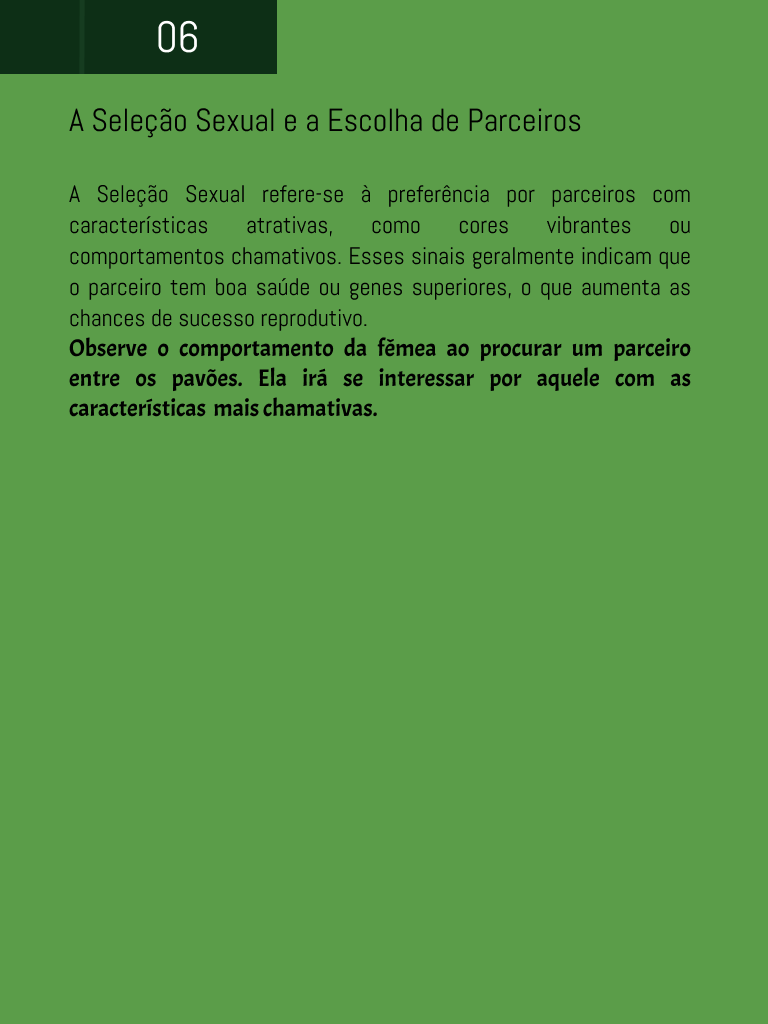 06
A Seleção Sexual e a Escolha de Parceiros
A Seleção Sexual refere-se à preferência por parceiros com
características atrativas, como cores vibrantes ou
comportamentos chamativos. Esses sinais geralmente indicam que
o parceiro tem boa saúde ou genes superiores, o que aumenta as
chances de sucesso reprodutivo.
Observe o comportamento da fêmea ao procurar um parceiro
entre os pavões. Ela irá se interessar por aquele com as
características mais chamativas.